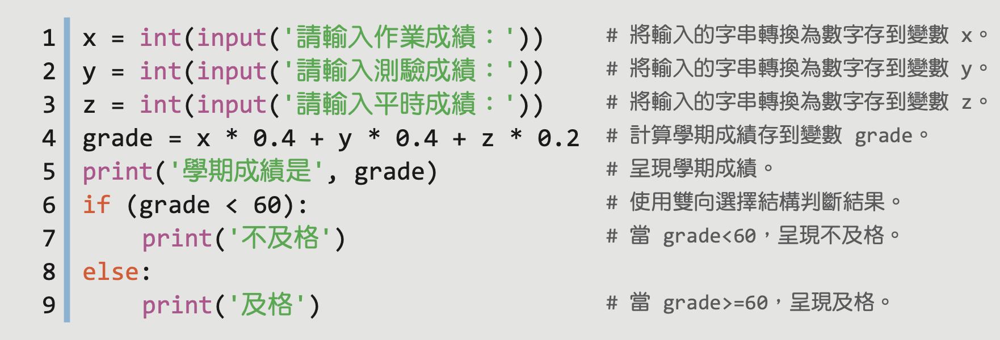 1 x = int(input('請輸入作業成績：')) # 將輸入的字串轉換為數字存到變數 x。
2 y = int(input('請輸入測驗成績：')) # 將輸入的字串轉換為數字存到變數 y。
3 z = int(input('請輸入平時成績：')) # 將輸入的字串轉換為數字存到變數 z。
4 grade = x * 0.4 + y * 0.4 + z * 0.2 # 計算學期成績存到變數 grade。
5 print('學期成績是', grade) # 呈現學期成績。
6 if (grade < 60): # 使用雙向選擇結構判斷結果。
7     print('不及格') # 當 grade<60，呈現不及格。
8 else:
9     print('及格') # 當 grade>=60，呈現及格。